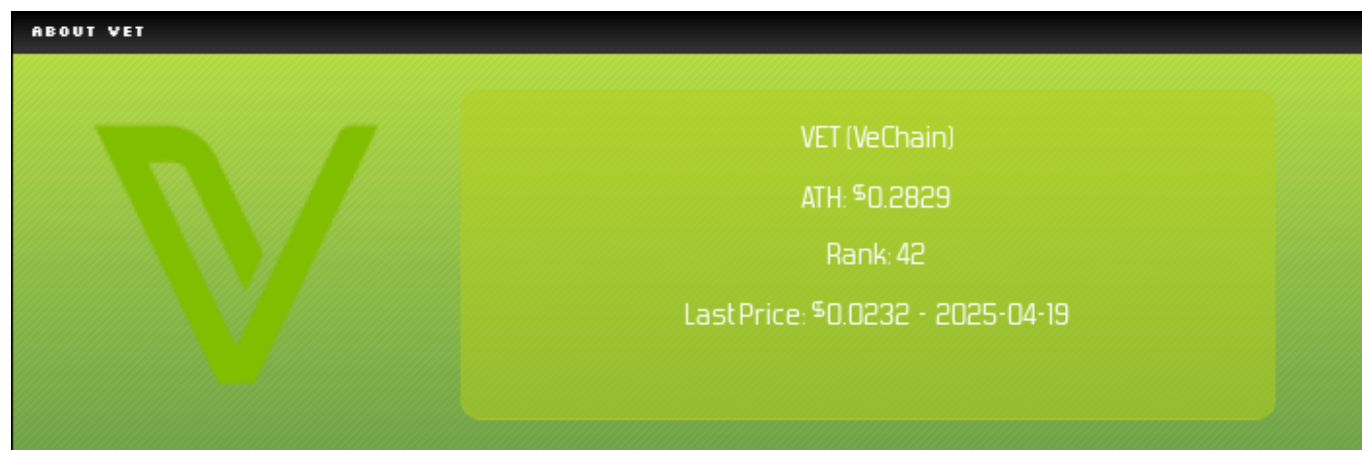 ABOUT VET
VET (VeChain)
ATH: $0.2829
Rank: 42
Last Price: $0.0232 - 2025-04-19